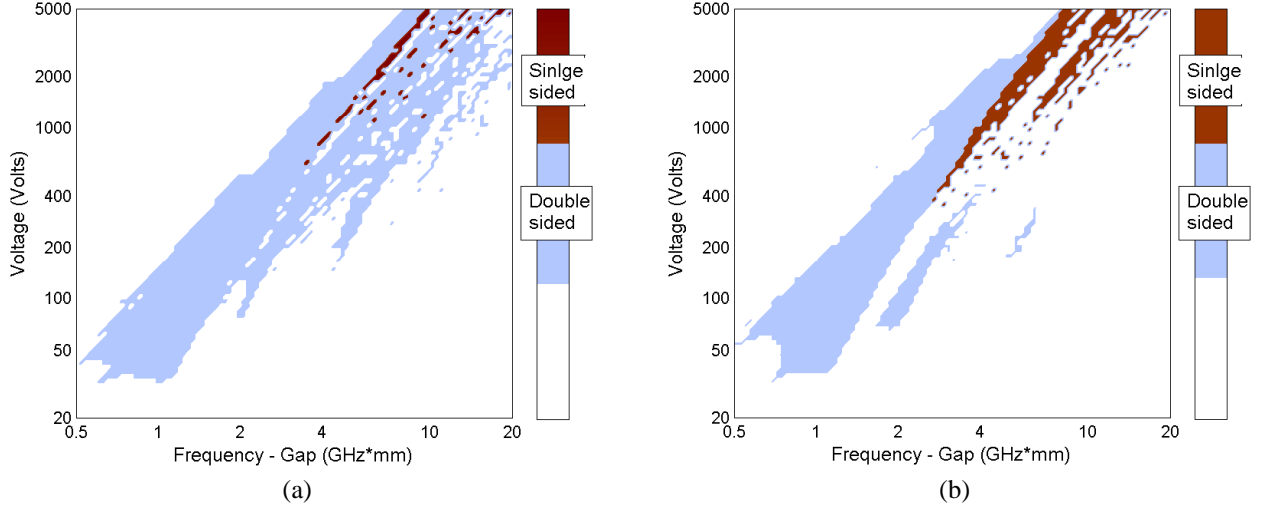 5000
2000
1000
400
200
100
50
20
Voltage (Volts)
0.5 1 2 4 10 20
Frequency - Gap (GHz*mm)
Sinlge
sided
Double
sided
(a)
5000
2000
1000
400
200
100
50
20
Voltage (Volts)
0.5 1 2 4 10 20
Frequency - Gap (GHz*mm)
Sinlge
sided
Double
sided
(b)